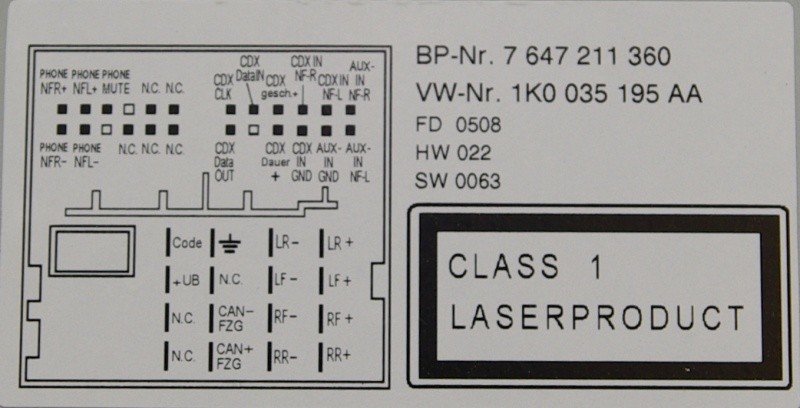 BP-Nr. 7 647 211 360
VW-Nr. 1K0 035 195 AA
FD 0508
HW 022
SW 0063
CLASS 1
LASERPRODUCT
CDX CDX IN AUX-
PHONE PHONE PHONE CDX DataIN CDX NF-R CDX IN IN
NFR+ NFL+ MUTE N.C. N.C. CLK gesch.+ NF-L NF-R
PHONE PHONE N.C. N.C. N.C. CDX CDX CDX AUX- AUX-
NFR- NFL- Data Dauer IN IN IN
OUT + GND GND NF-L
Code LR- LR+
+UB N.C. LF- LF+
N.C. CAN- RF- RF+
FZG
N.C. CAN+ RR- RR+
FZG